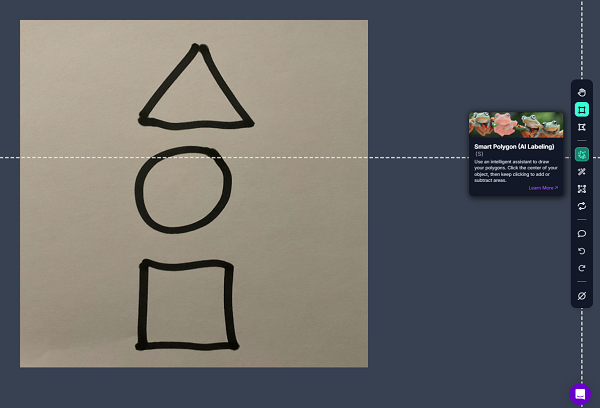 Smart Polygon (AI Labeling)
(S)
Use an intelligent assistant to draw
your polygons. Click the center of your
object, then keep clicking to add or
subtract areas.
Learn More